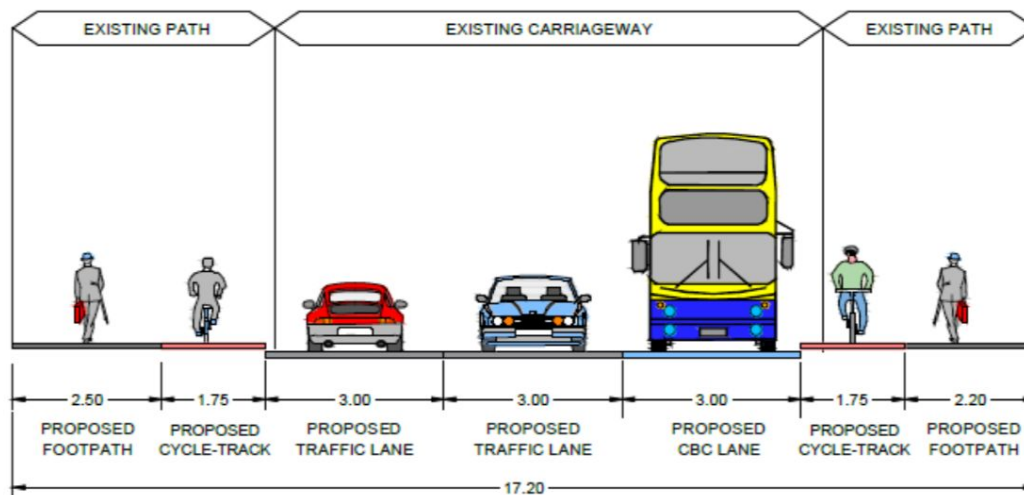 EXISTING PATH
EXISTING CARRIAGEWAY
EXISTING PATH
2.50
1.75
3.00
3.00
3.00
1.75
2.20
PROPOSED
FOOTPATH
PROPOSED
CYCLE-TRACK
PROPOSED
TRAFFIC LANE
PROPOSED
TRAFFIC LANE
PROPOSED
CBC LANE
PROPOSED
CYCLE-TRACK
PROPOSED
FOOTPATH
17.20